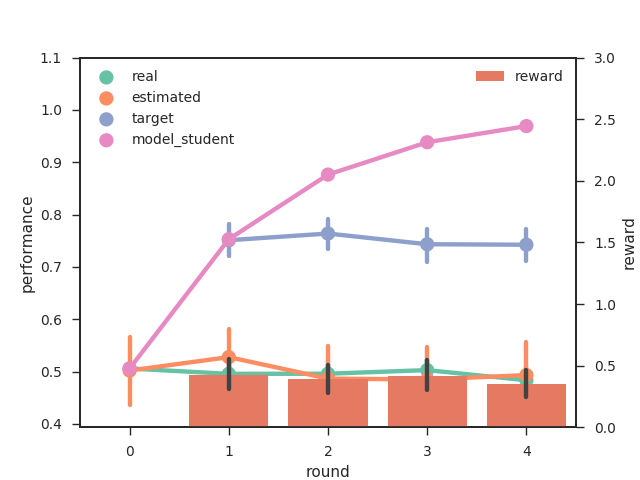 real
estimated
target
model_student
reward
1.1
1.0
0.9
0.8
0.7
0.6
0.5
0.4
performance
3.0
2.5
2.0
1.5
1.0
0.5
0.0
reward
0 1 2 3 4
round